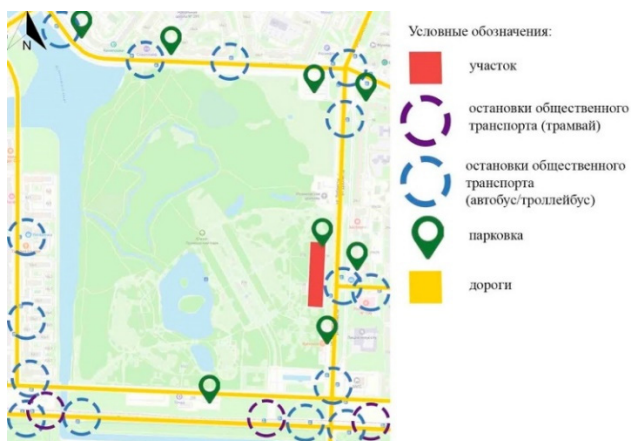 N
Условные обозначения:
участок
остановки общественного
транспорта (трамвай)
остановки общественного
транспорта
(автобус/троллейбус)
парковка
дороги